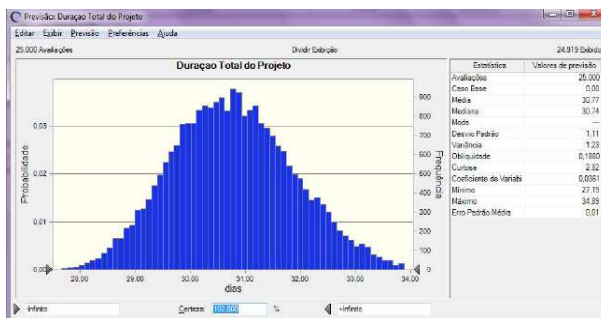 Previsão: Duração Total do Projeto
Editar Exibir Previsão Preferências Ajuda
25.000 Avaliações Dividir Exibição 24.919 Exibido
Duraçao Total do Projeto
Probabilidade
0,03
0,02
0,01
0,00
Frequência
900
800
700
600
500
400
300
200
100
0
28,00 29,00 30,00 31,00 32,00 33,00 34,00
dias
Estatística Valores de previsão
Avaliações 25.000
Caso Base 0,00
Média 30,77
Mediana 30,74
Moda ---
Desvio Padrão 1,11
Variância 1,23
Obliquidade 0,1880
Curtose 2,82
Coeficiente de Variabi 0,0361
Mínimo 27,19
Máximo 34,89
Erro Padrão Média 0,01
-Infinito Certeza: 100,000 % +Infinito